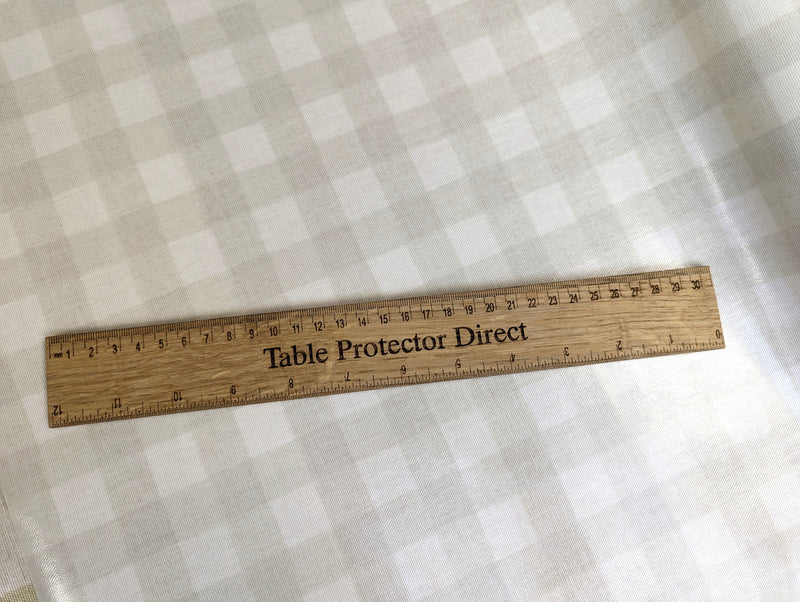 mm 1 2 3 4 5 6 7 8 9 10 11 12 13 14 15 16 17 18 19 20 21 22 23 24 25 26 27 28 29 30
Table Protector Direct
12 11 10 9 8 7 6 5 4 3 2 1 0